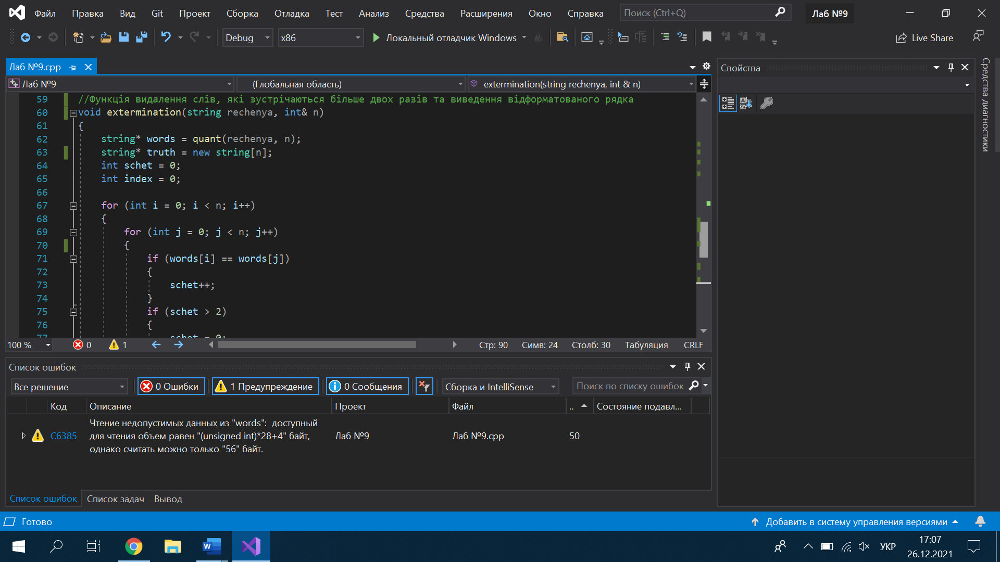 Файл Правка Вид Git Проект Сборка Отладка Тест Анализ Средства Расширения Окно Справка Поиск (Ctrl+Q) Лаб №9
Debug x86 Локальный отладчик Windows Live Share
Лаб №9.cpp
Лаб №9 (Глобальная область) extermination(string rechenya, int & n)
59 //Функція видалення слів, які зустрічаються більше двох разів та виведення відформатованого рядка
60 void extermination(string rechenya, int& n)
61 {
62 string* words = quant(rechenya, n);
63 string* truth = new string[n];
64 int schet = 0;
65 int index = 0;
66
67 for (int i = 0; i < n; i++)
68 {
69 for (int j = 0; j < n; j++)
70 {
71 if (words[i] == words[j])
72 {
73 schet++;
74 }
75 if (schet > 2)
76 {
77 schet = 0;
100 % 0 1 Стр: 90 Симв: 24 Столб: 30 Табуляция CRLF
Список ошибок
Все решение 0 Ошибки 1 Предупреждение 0 Сообщения Сборка и IntelliSense Поиск по списку ошибок
Код Описание Проект Файл .. Состояние подавл...
C6385 Чтение недопустимых данных из "words": доступный
для чтения объем равен "(unsigned int)*28+4" байт,
однако считать можно только "56" байт.
Лаб №9 Лаб №9.cpp 50
Список ошибок Список задач Вывод
Свойства
Средства диагностики
Готово Добавить в систему управления версиями
УКР 17:07
26.12.2021